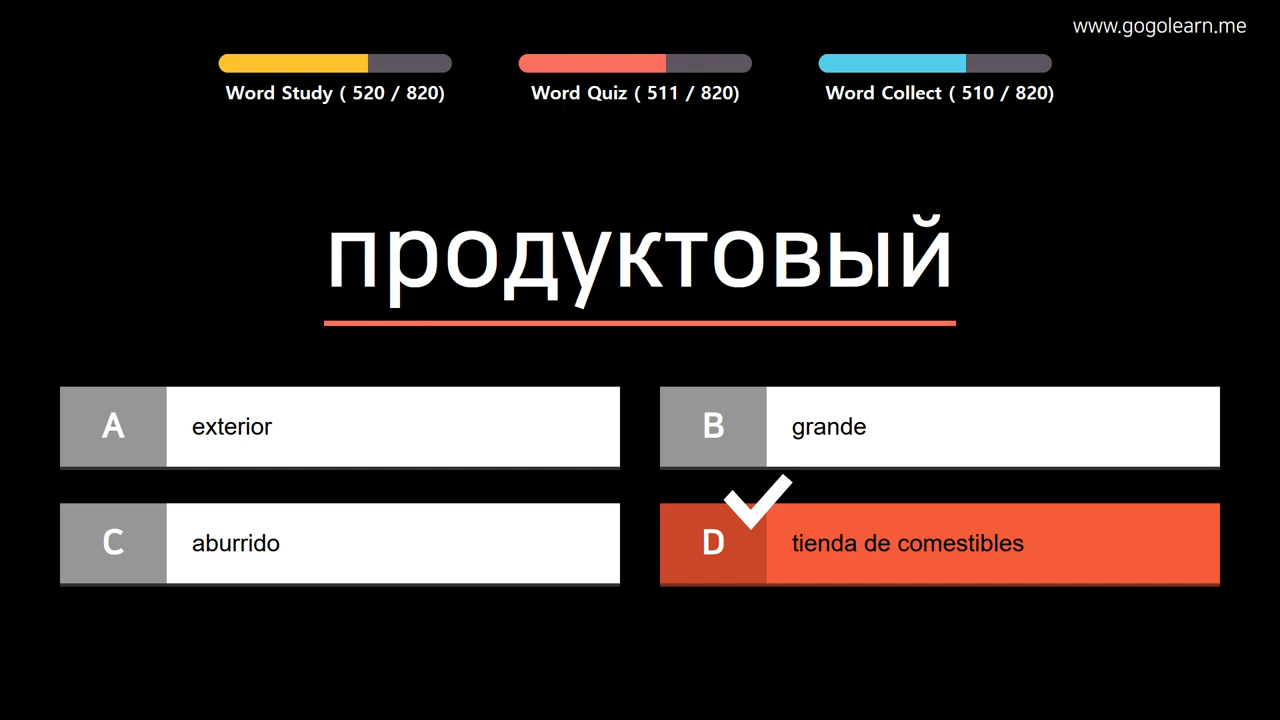 www.gogolearn.me
Word Study ( 520 / 820)
Word Quiz ( 511 / 820)
Word Collect ( 510 / 820)
продуктовый
A
exterior
B
grande
C
aburrido
D
tienda de comestibles